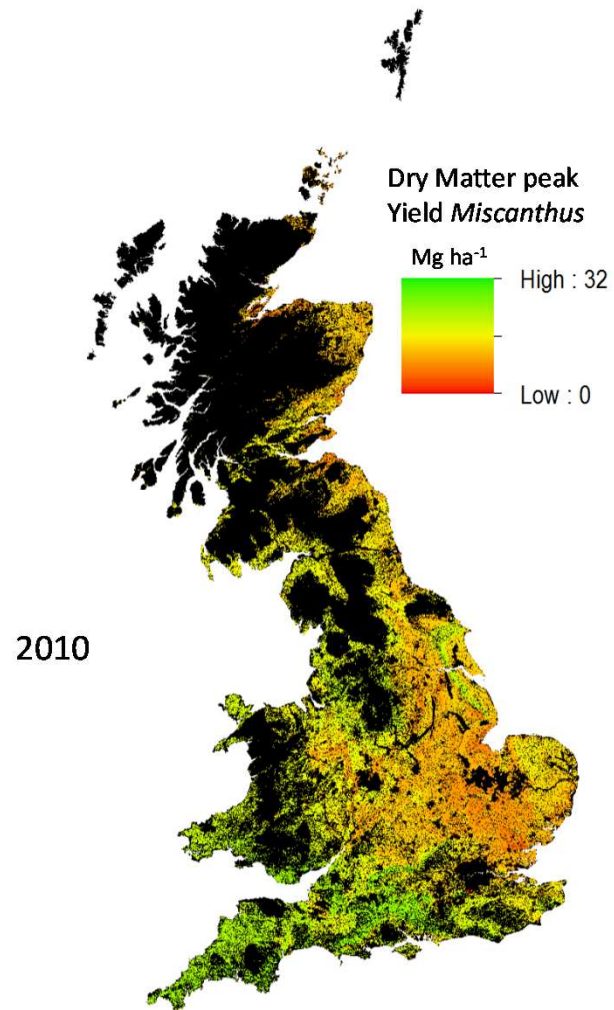 Dry Matter peak
Yield Miscanthus
Mg ha⁻¹
High : 32
Low : 0
2010